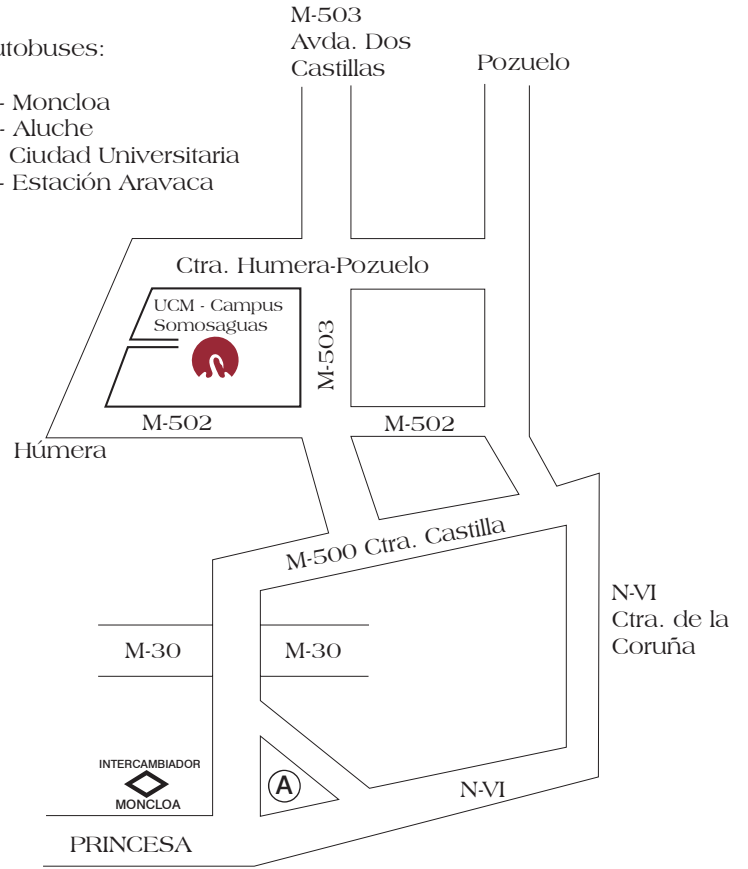 M-503
Avda. Dos
Castillas
Pozuelo
utobuses:
- Moncloa
- Aluche
Ciudad Universitaria
- Estación Aravaca
Ctra. Humera-Pozuelo
UCM - Campus
Somosaguas
M-503
M-502
M-502
Húmera
M-500 Ctra. Castilla
N-VI
Ctra. de la
Coruña
M-30
M-30
INTERCAMBIADOR
MONCLOA
A
N-VI
PRINCESA